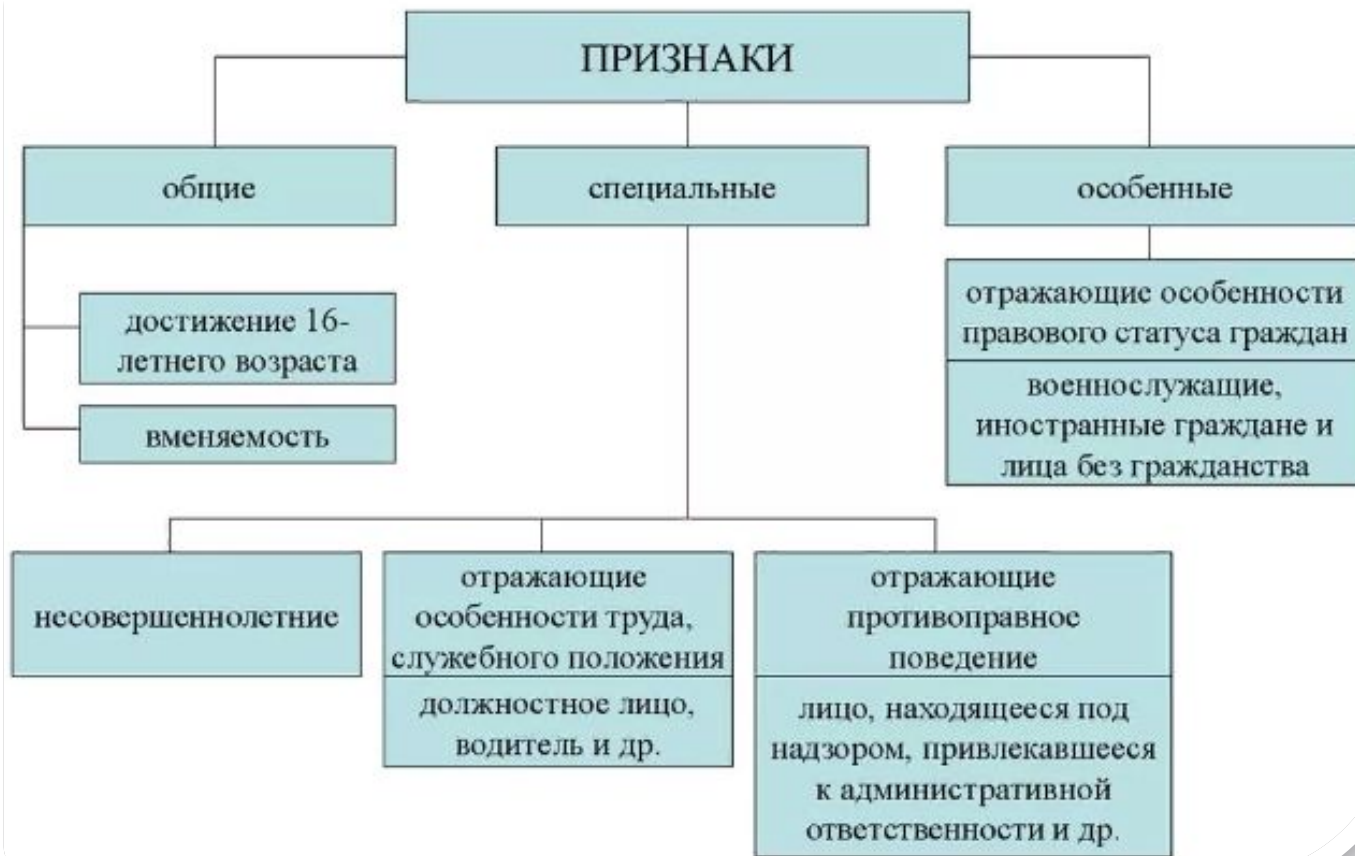 ПРИЗНАКИ
общие
специальные
особенные
достижение 16-
летнего возраста
вменяемость
отражающие особенности
правового статуса граждан
военнослужащие,
иностранные граждане и
лица без гражданства
несовершеннолетние
отражающие
особенности труда,
служебного положения
должностное лицо,
водитель и др.
отражающие
противоправное
поведение
лицо, находящееся под
надзором, привлекавшееся
к административной
ответственности и др.